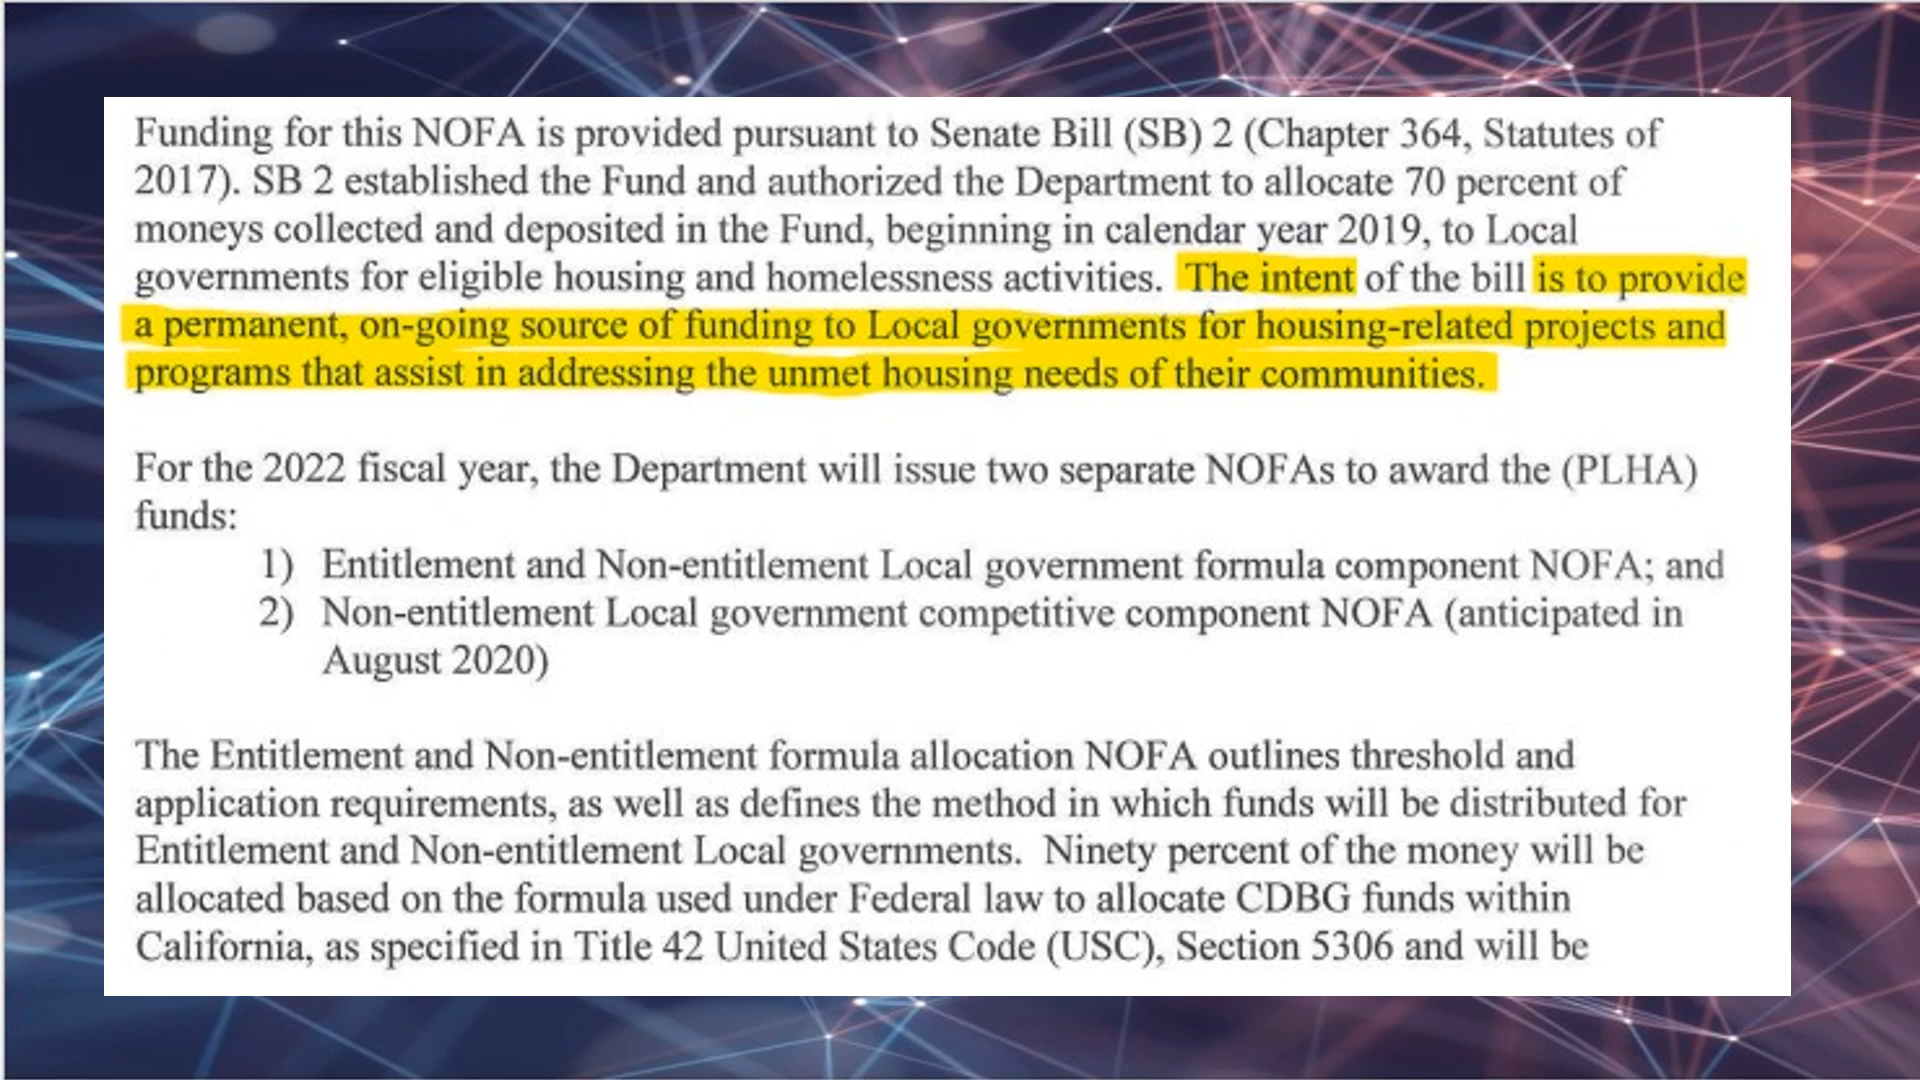 Funding for this NOFA is provided pursuant to Senate Bill (SB) 2 (Chapter 364, Statutes of
2017). SB 2 established the Fund and authorized the Department to allocate 70 percent of
moneys collected and deposited in the Fund, beginning in calendar year 2019, to Local
governments for eligible housing and homelessness activities. The intent of the bill is to provide
a permanent, on-going source of funding to Local governments for housing-related projects and
programs that assist in addressing the unmet housing needs of their communities.
For the 2022 fiscal year, the Department will issue two separate NOFAs to award the (PLHA)
funds:
1) Entitlement and Non-entitlement Local government formula component NOFA; and
2) Non-entitlement Local government competitive component NOFA (anticipated in
August 2020)
The Entitlement and Non-entitlement formula allocation NOFA outlines threshold and
application requirements, as well as defines the method in which funds will be distributed for
Entitlement and Non-entitlement Local governments. Ninety percent of the money will be
allocated based on the formula used under Federal law to allocate CDBG funds within
California, as specified in Title 42 United States Code (USC), Section 5306 and will be